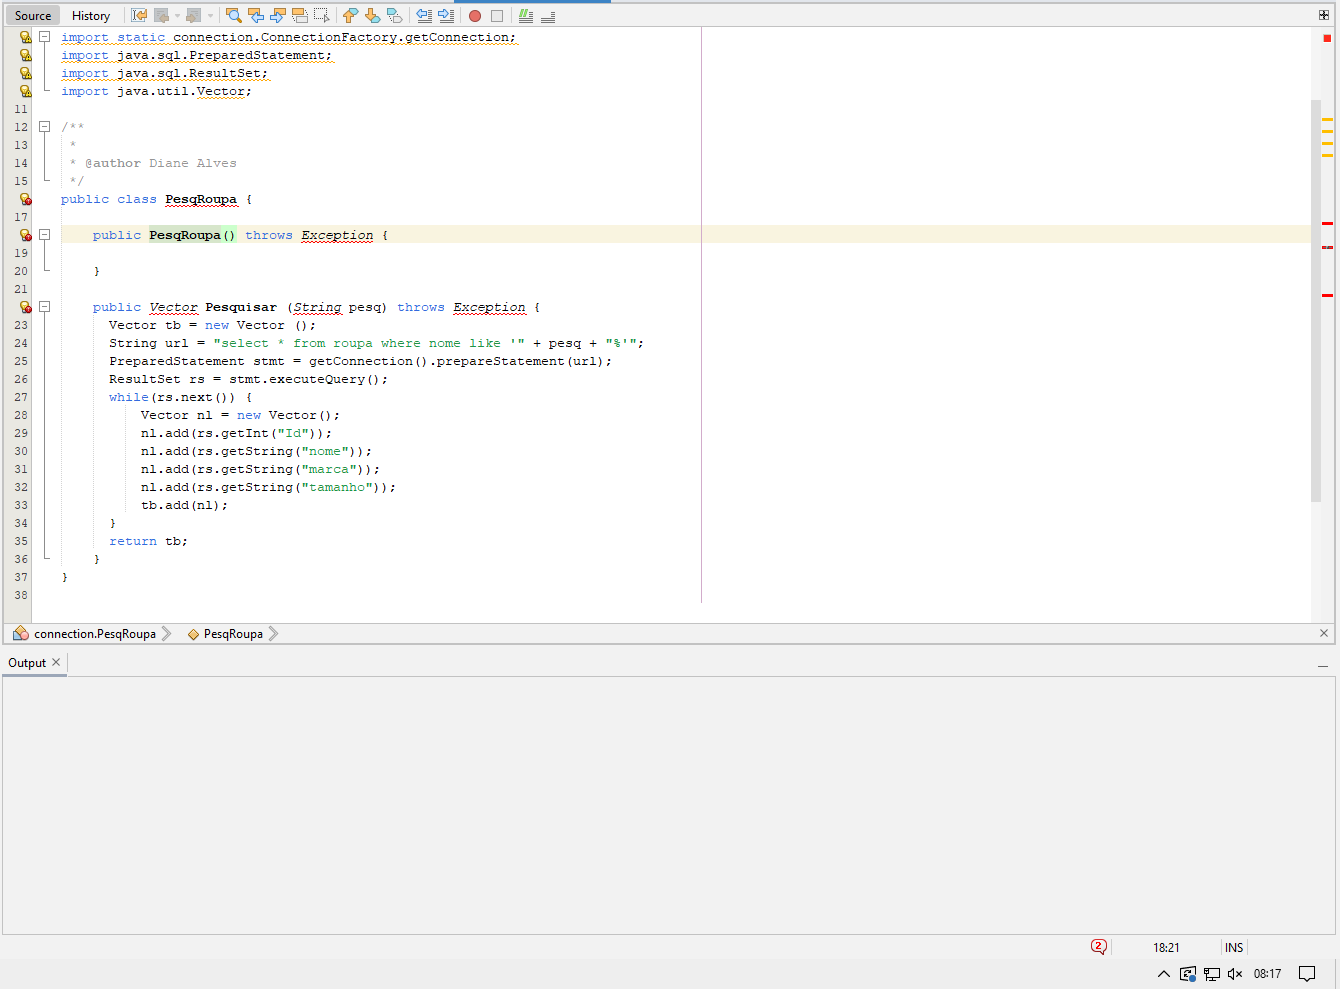 Source History
import static connection.ConnectionFactory.getConnection;
import java.sql.PreparedStatement;
import java.sql.ResultSet;
import java.util.Vector;
11
12 /**
13 *
14 * @author Diane Alves
15 */
public class PesqRoupa {
17
public PesqRoupa() throws Exception {
19
20 }
21
public Vector Pesquisar (String pesq) throws Exception {
23 Vector tb = new Vector ();
24 String url = "select * from roupa where nome like '" + pesq + "%'";
25 PreparedStatement stmt = getConnection().prepareStatement(url);
26 ResultSet rs = stmt.executeQuery();
27 while(rs.next()) {
28 Vector nl = new Vector();
29 nl.add(rs.getInt("Id"));
30 nl.add(rs.getString("nome"));
31 nl.add(rs.getString("marca"));
32 nl.add(rs.getString("tamanho"));
33 tb.add(nl);
34 }
35 return tb;
36 }
37 }
38
connection.PesqRoupa PesqRoupa
Output
2 18:21 INS
08:17